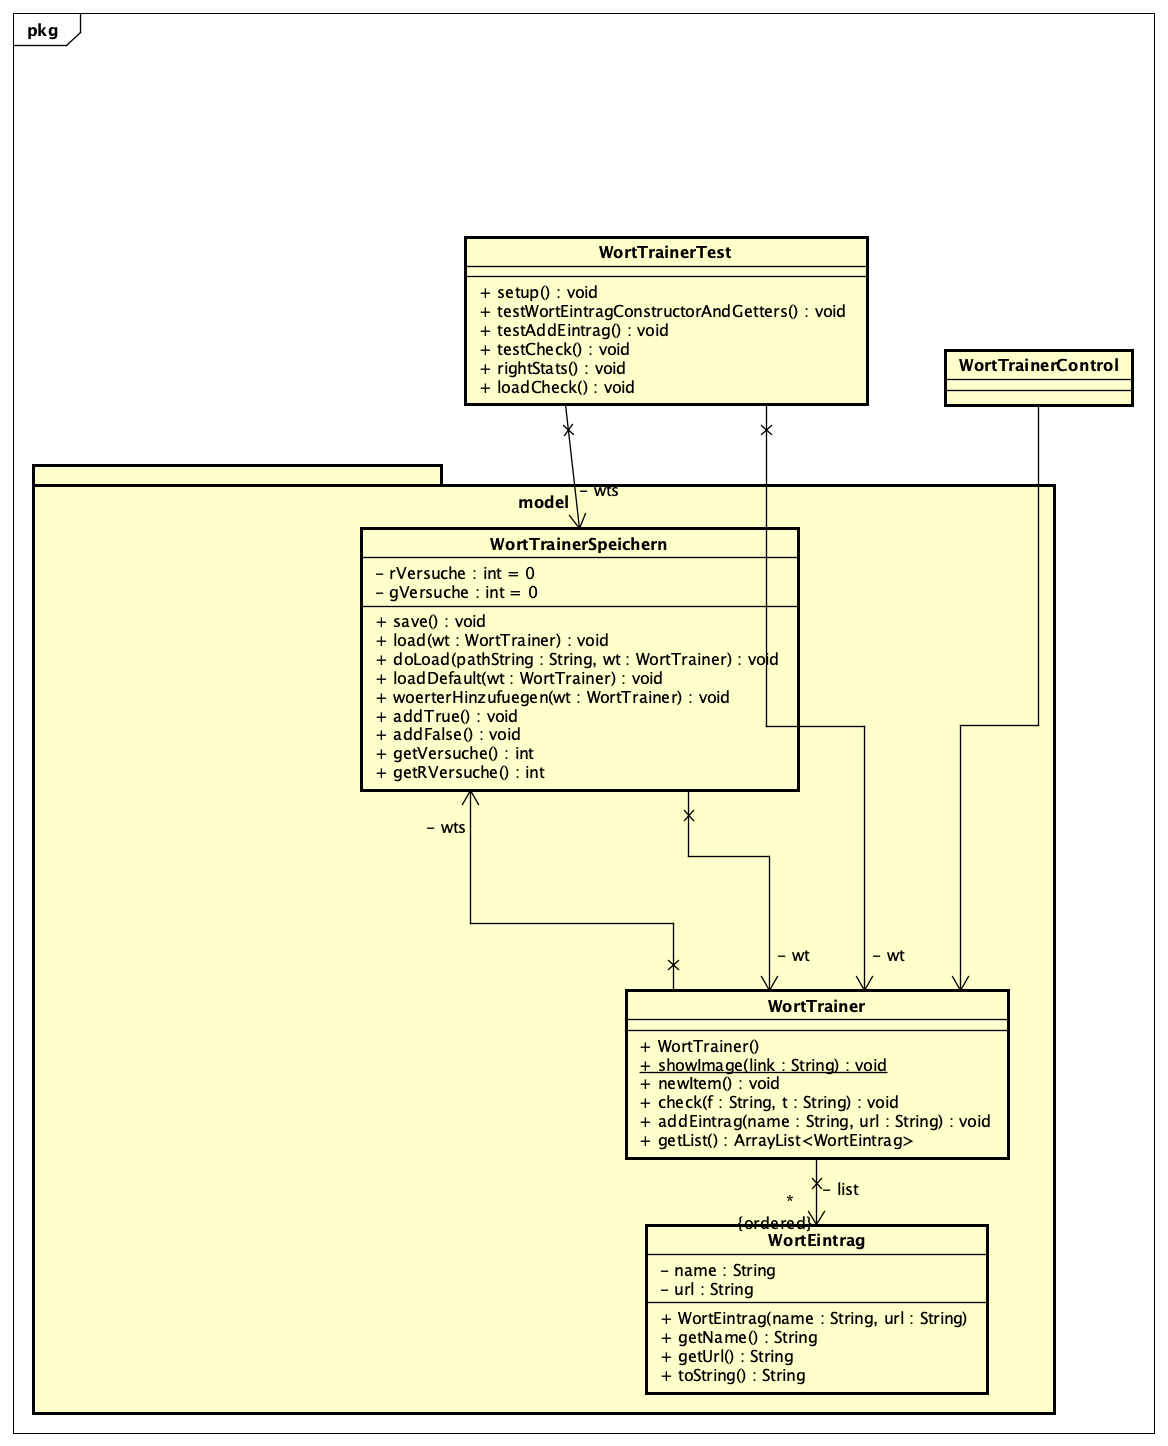 pkg
WortTrainerTest
+ setup() : void
+ testWortEintragConstructorAndGetters() : void
+ testAddEintrag() : void
+ testCheck() : void
+ rightStats() : void
+ loadCheck() : void
WortTrainerControl
- wts
model
WortTrainerSpeichern
- rVersuche : int = 0
- gVersuche : int = 0
+ save() : void
+ load(wt : WortTrainer) : void
+ doLoad(pathString : String, wt : WortTrainer) : void
+ loadDefault(wt : WortTrainer) : void
+ woerterHinzufuegen(wt : WortTrainer) : void
+ addTrue() : void
+ addFalse() : void
+ getVersuche() : int
+ getRVersuche() : int
- wts
- wt
- wt
WortTrainer
+ WortTrainer()
+ showImage(link : String) : void
+ newItem() : void
+ check(f : String, t : String) : void
+ addEintrag(name : String, url : String) : void
+ getList() : ArrayList<WortEintrag>
- list
*
{ordered}
WortEintrag
- name : String
- url : String
+ WortEintrag(name : String, url : String)
+ getName() : String
+ getUrl() : String
+ toString() : String